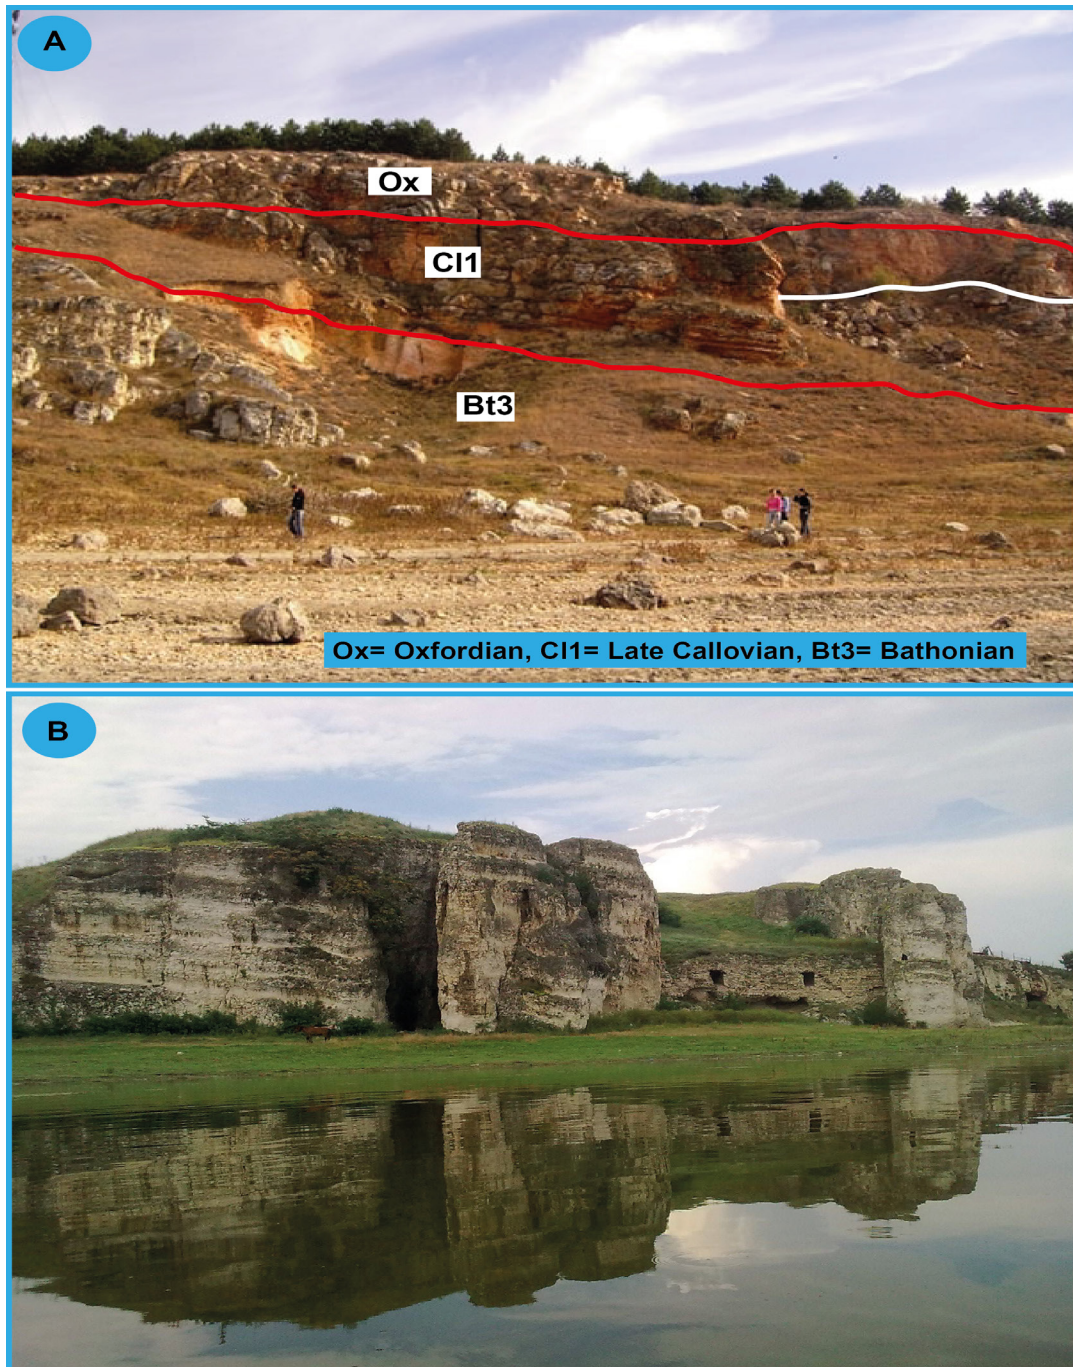 A
Ox
Cl1
Bt3
Ox= Oxfordian, Cl1= Late Callovian, Bt3= Bathonian
B